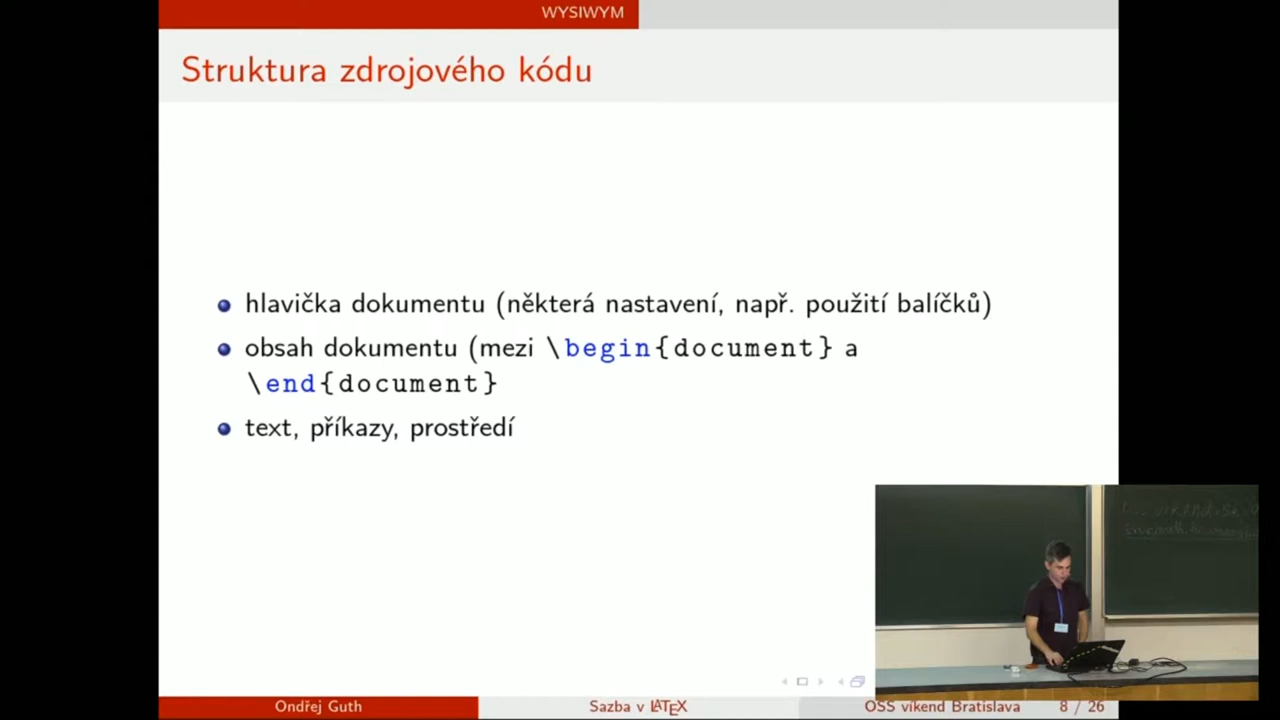 WYSIWYM
Struktura zdrojového kódu
hlavička dokumentu (některá nastavení, např. použití balíčků)
obsah dokumentu (mezi \begin{document} a
\end{document}
text, příkazy, prostředí
Ondřej Guth
Sazba v LATEX
OSS víkend Bratislava
8 / 26